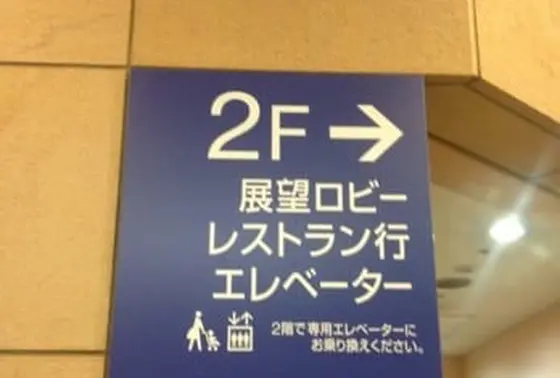 2F→
展望ロビー
レストラン行
エレベーター
2階で専用エレベーターに
お乗り換えください。